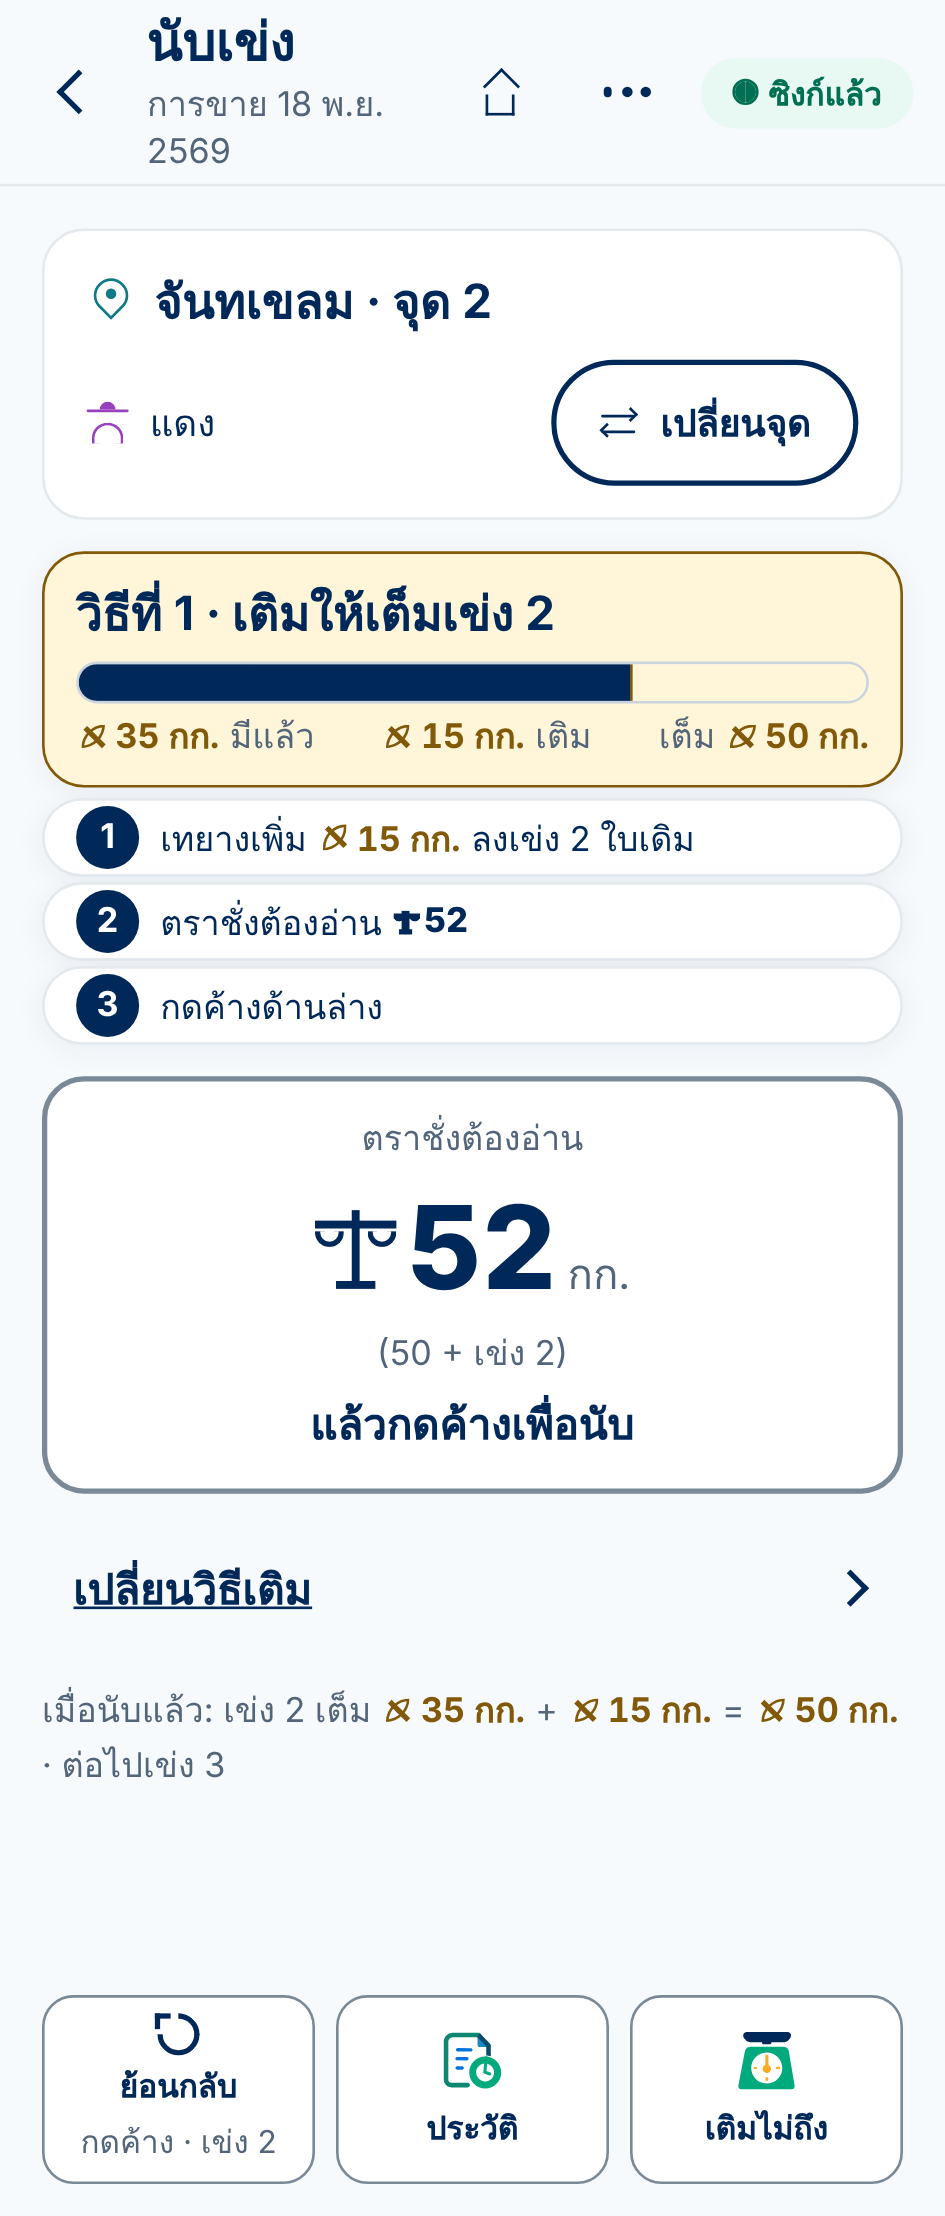 นับเข่ง
การขาย 18 พ.ย.
2569
ซิงก์แล้ว
จันทเขลม · จุด 2
แดง
เปลี่ยนจุด
วิธีที่ 1 · เติมให้เต็มเข่ง 2
35 กก. มีแล้ว 15 กก. เติม เต็ม 50 กก.
1 เทยางเพิ่ม 15 กก. ลงเข่ง 2 ใบเดิม
2 ตราชั่งต้องอ่าน 52
3 กดค้างด้านล่าง
ตราชั่งต้องอ่าน
52 กก.
(50 + เข่ง 2)
แล้วกดค้างเพื่อนับ
เปลี่ยนวิธีเติม
เมื่อนับแล้ว: เข่ง 2 เต็ม 35 กก. + 15 กก. = 50 กก.
· ต่อไปเข่ง 3
ย้อนกลับ
กดค้าง · เข่ง 2
ประวัติ
เติมไม่ถึง